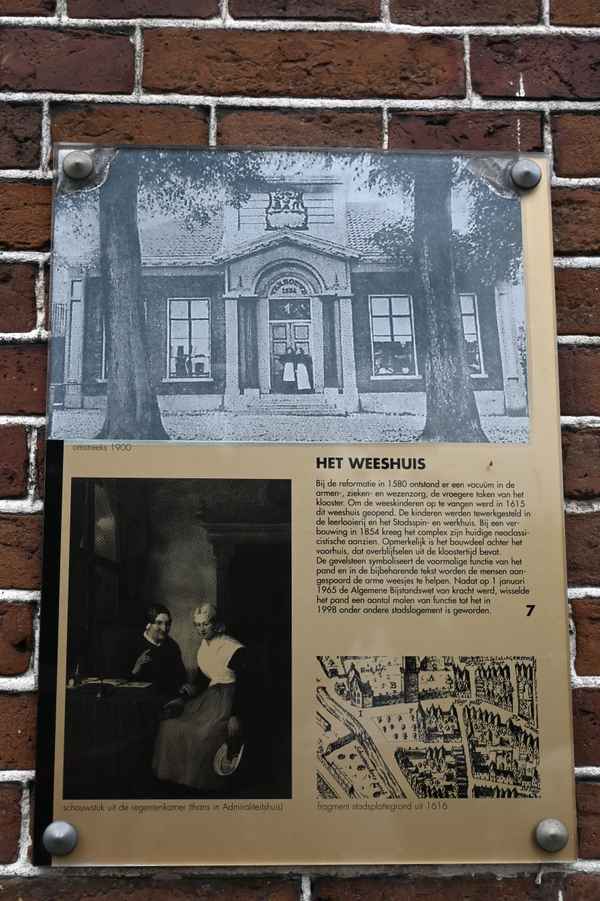 WEESHUIS
omstreeks 1900
HET WEESHUIS
Bij de reformatie in 1580 ontstond er een vacuüm in de
armen-, zieken- en wezenzorg, de vroegere taken van het
klooster. Om de weeskinderen op te vangen werd in 1615
dit weeshuis geopend. De kinderen werden tewerkgesteld in
de leerlooierij en het Stadsspin- en werkhuis. Bij een ver-
bouwing in 1854 kreeg het complex zijn huidige neoclassi-
cistische aanzien. Opmerkelijk is het bouwdeel achter het
voorhuis, dat overblijfselen uit de kloostertijd bevat.
De gevelsteen symboliseert de voormalige functie van het
pand en in de bijbehorende tekst worden de mensen aan-
gespoord de arme weesjes te helpen. Nadat op 1 januari
1965 de Algemene Bijstandswet van kracht werd, wisselde
het pand een aantal malen van functie tot het in
1998 onder andere stadslogement is geworden.
7
schouwstuk uit de regentenkamer (thans in Admiraliteitshuis)
fragment stadsplattegrond uit 1616